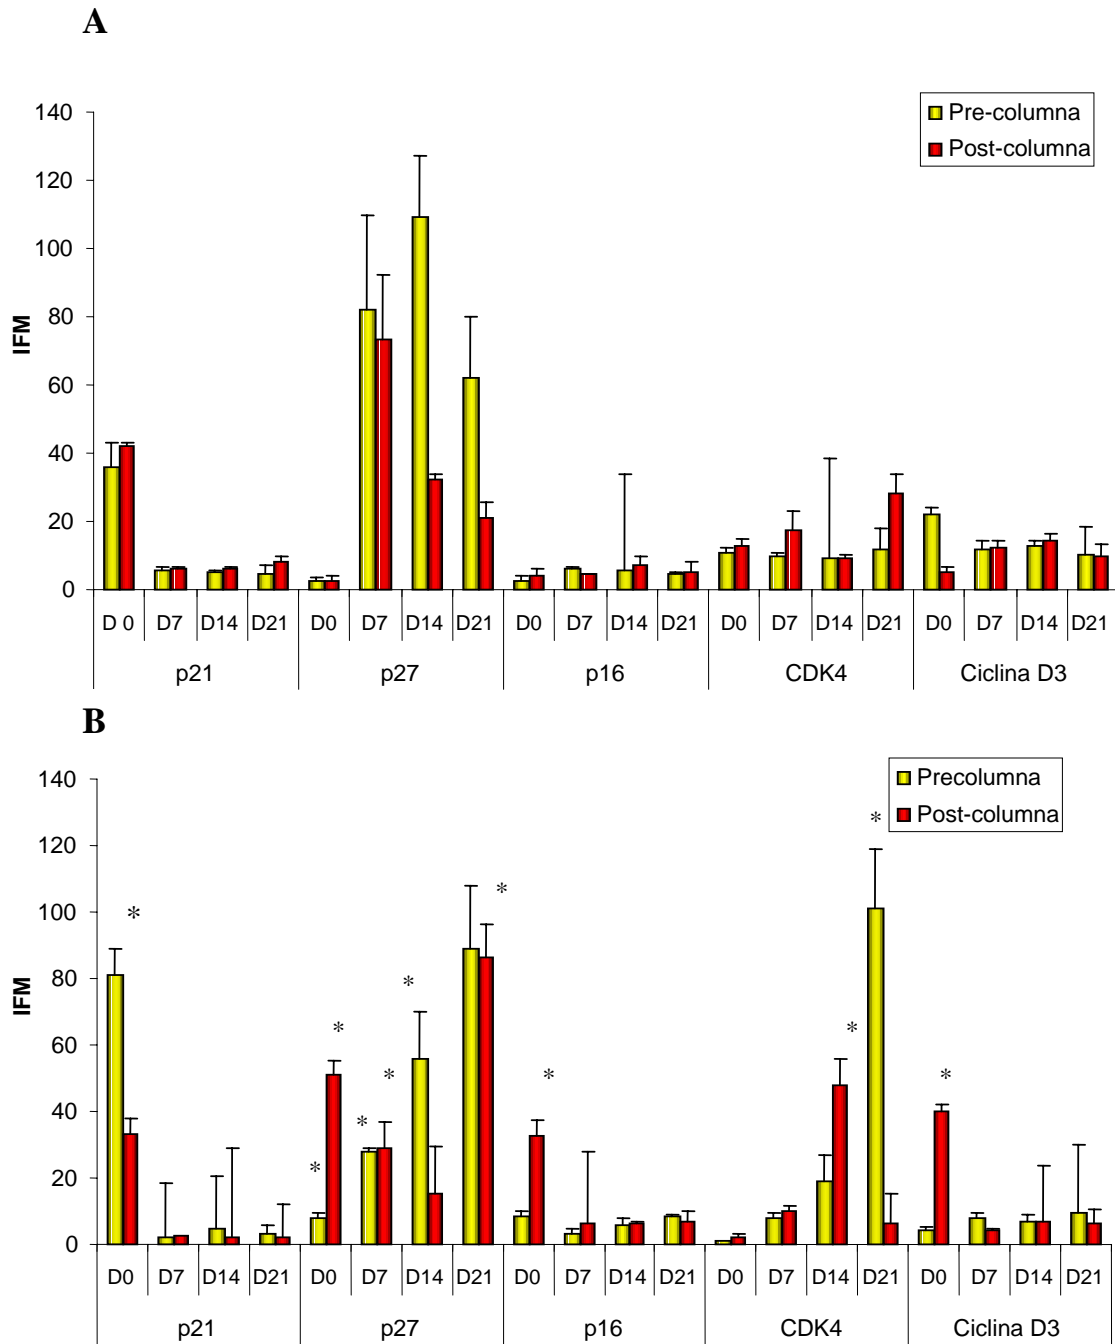 A
Pre-columna
Post-columna
140
120
100
80
60
40
20
0
IFM
D 0 D7 D14 D21 D0 D7 D14 D21 D0 D7 D14 D21 D0 D7 D14 D21 D0 D7 D14 D21
p21 p27 p16 CDK4 Ciclina D3
B
Precolumna
Post-columna
140
120
100
80
60
40
20
0
IFM
*
*
*
*
*
*
*
*
*
*
*
D0 D7 D14 D21 D0 D7 D14 D21 D0 D7 D14 D21 D0 D7 D14 D21 D0 D7 D14 D21
p21 p27 p16 CDK4 Ciclina D3